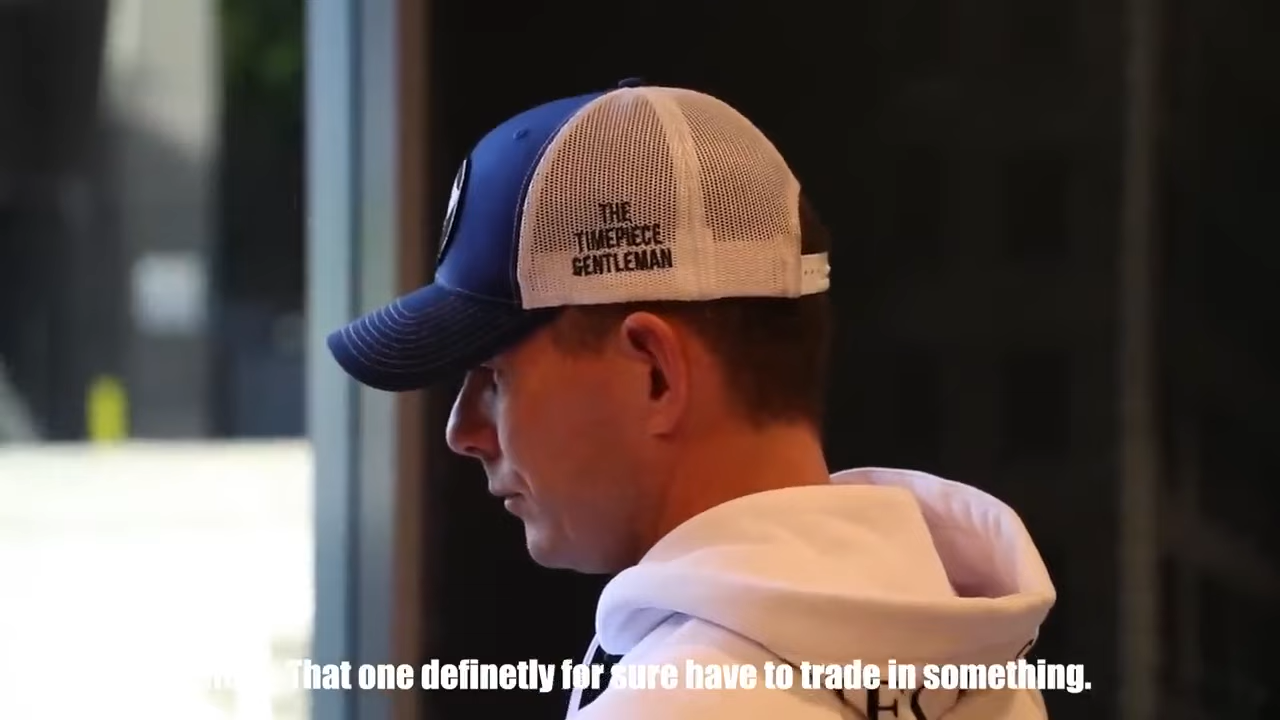 THE
TIMEPIECE
GENTLEMAN
That one definetly for sure have to trade in something.